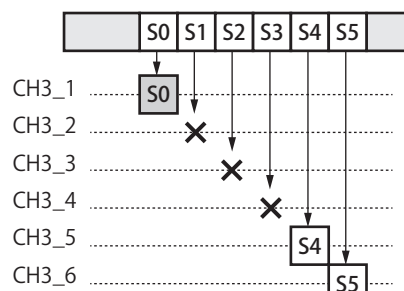 S0 S1 S2 S3 S4 S5
CH3_1 S0
CH3_2
CH3_3
CH3_4
CH3_5 S4
CH3_6 S5